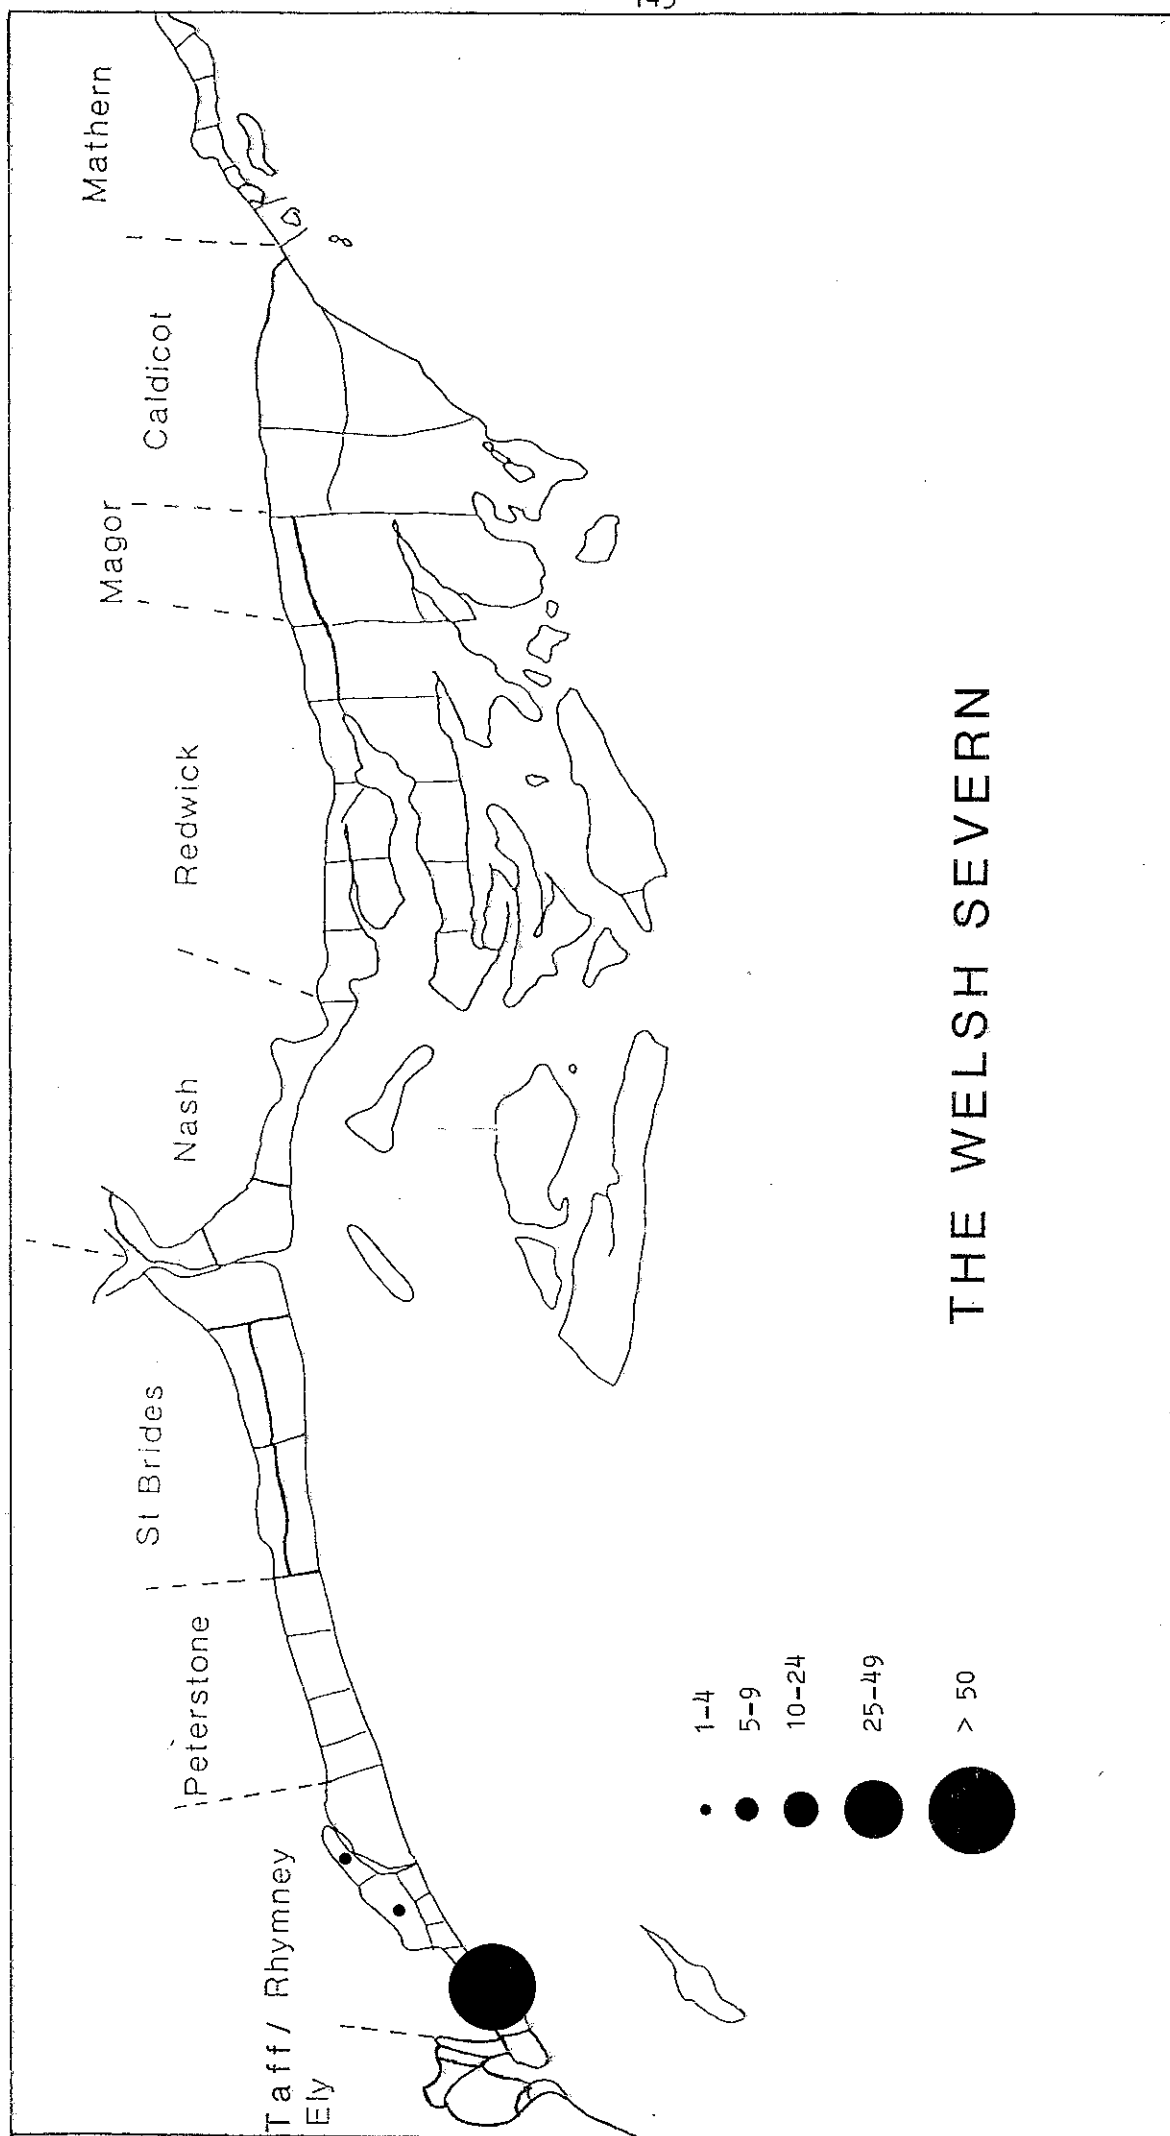 Taff / Rhymney
Ely
Peterstone
St Brides
Nash
Redwick
Magor
Caldicot
Mathern
1-4
5-9
10-24
25-49
> 50
THE WELSH SEVERN